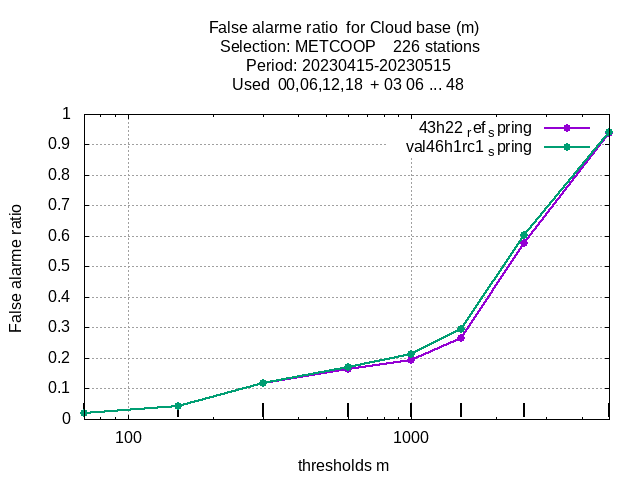 False alarme ratio for Cloud base (m)
Selection: METCOOP 226 stations
Period: 20230415-20230515
Used 00,06,12,18 + 03 06 ... 48
43h22ref spring
val46h1rc1 spring
1
0.9
0.8
0.7
0.6
0.5
0.4
0.3
0.2
0.1
0
False alarme ratio
100 1000
thresholds m